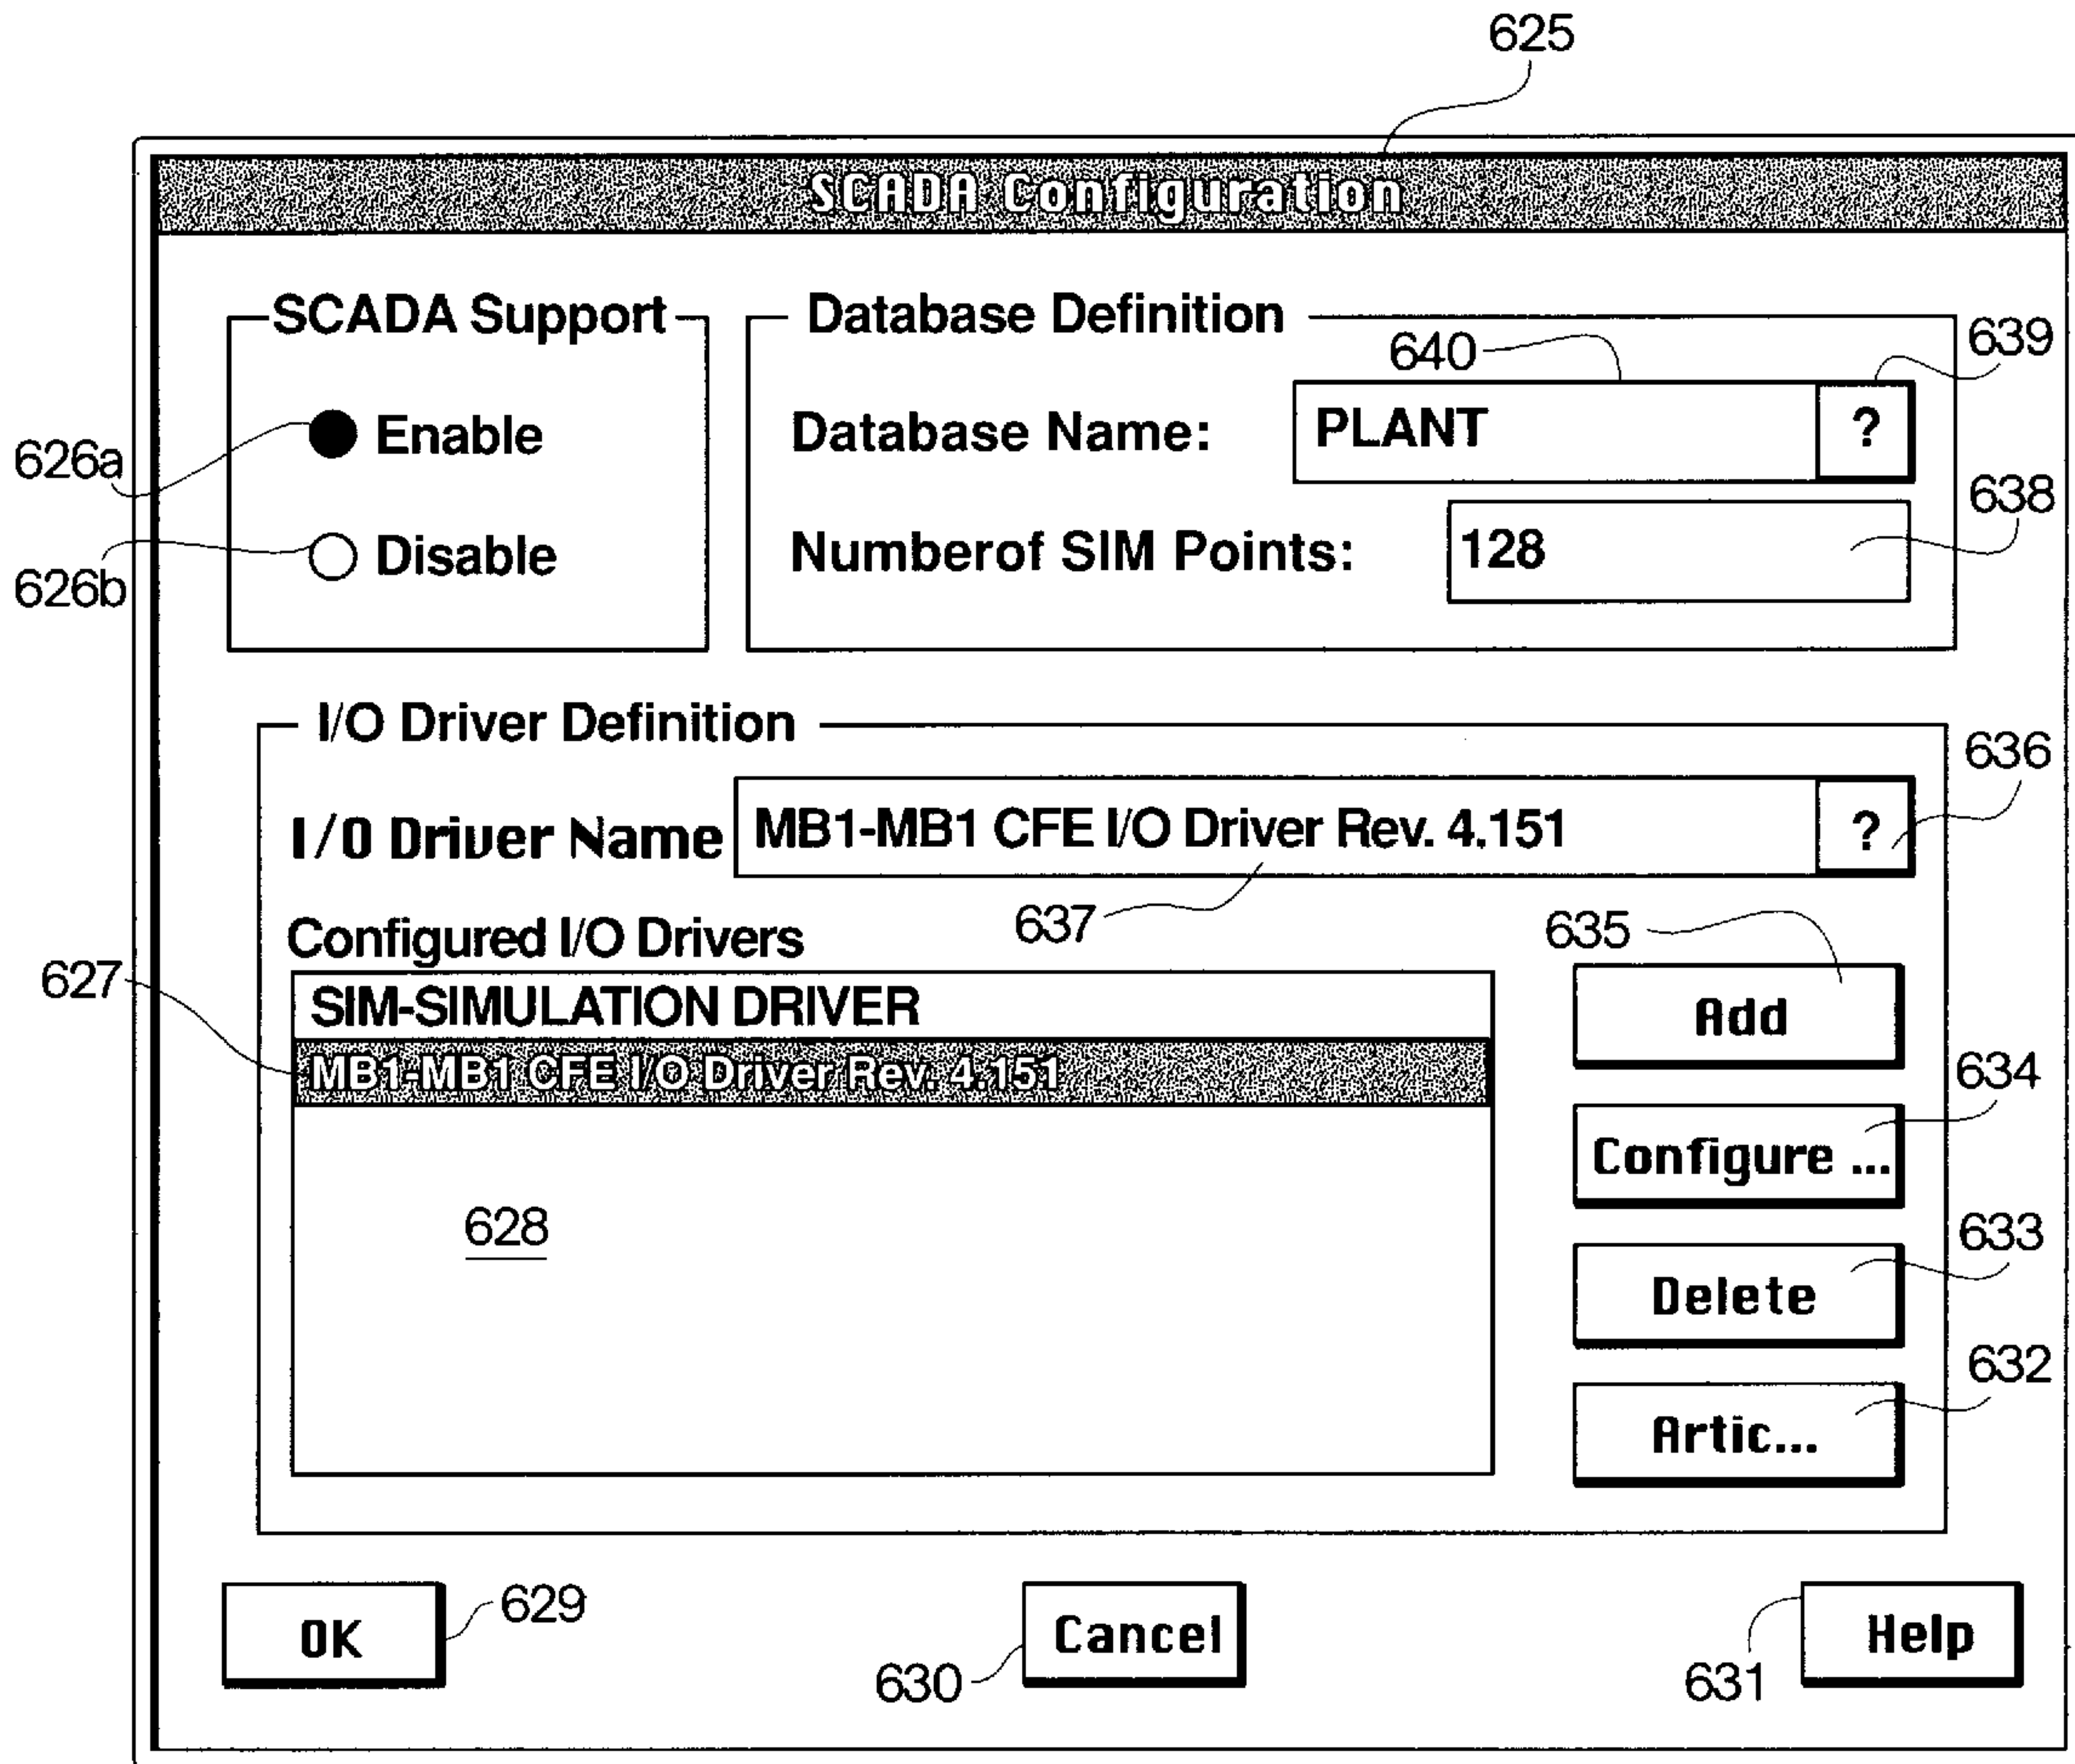 625
SCADA Configuration
SCADA Support
Database Definition
640
639
626a
Enable
Database Name:
PLANT
?
638
626b
Disable
Numberof SIM Points:
128
I/O Driver Definition
636
I/O Driver Name
MB1-MB1 CFE I/O Driver Rev. 4.151
?
637
635
Configured I/O Drivers
627
SIM-SIMULATION DRIVER
Add
MB1-MB1 CFE I/O Driver Rev. 4.151
634
Configure ...
628
633
Delete
632
Artic...
OK
629
Cancel
630
Help
631